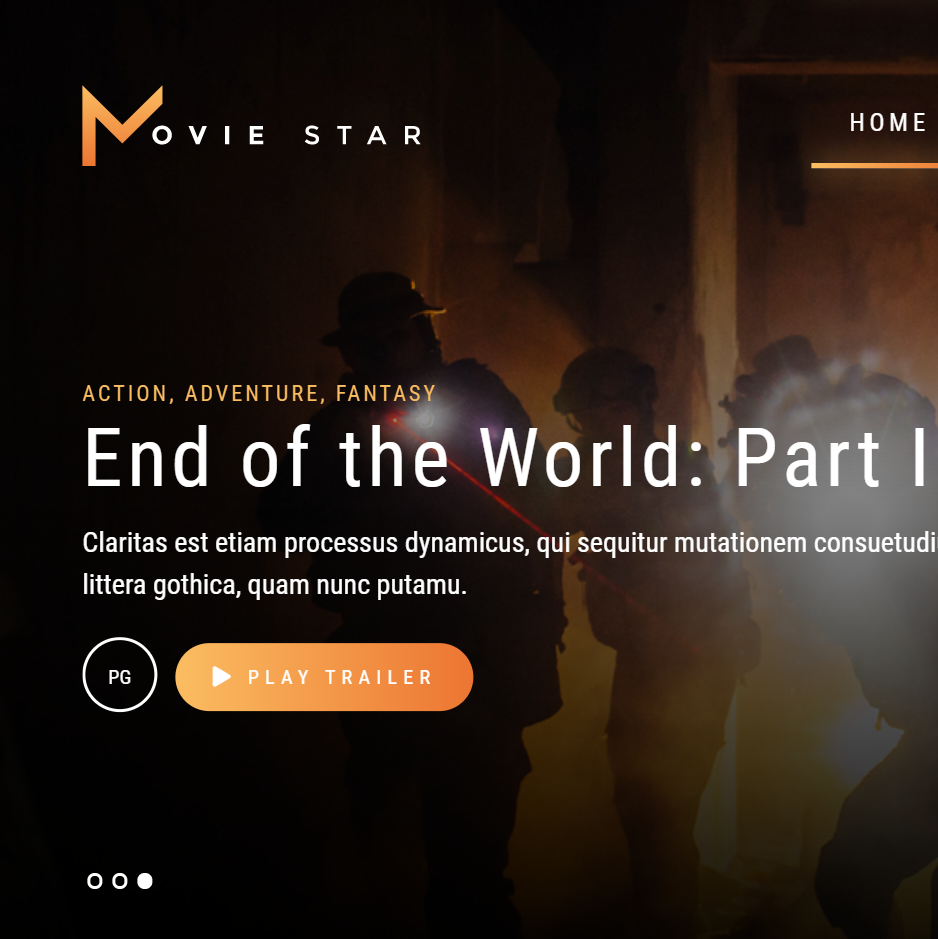 MOVIE STAR
HOME
ACTION, ADVENTURE, FANTASY
End of the World: Part I
Claritas est etiam processus dynamicus, qui sequitur mutationem consuetudi
littera gothica, quam nunc putamu.
PG
PLAY TRAILER